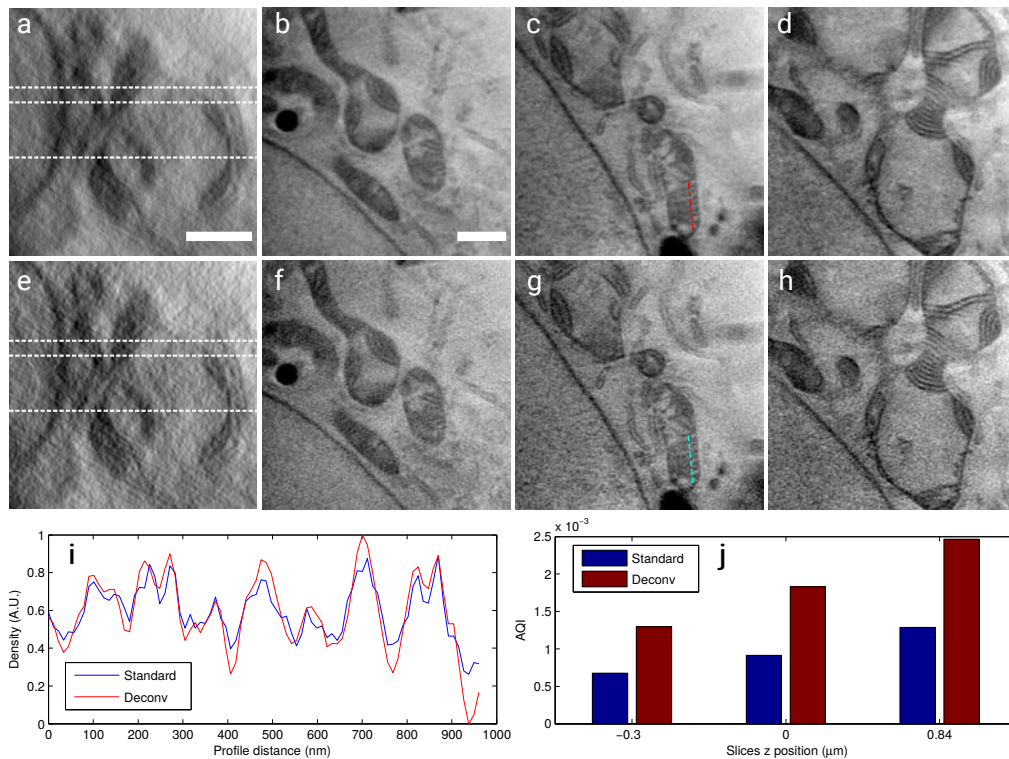 a b c d
e f g h
i
Density (A.U.)
1
0.8
0.6
0.4
0.2
0
Standard
Deconv
0 100 200 300 400 500 600 700 800 900 1000
Profile distance (nm)
j
x 10⁻³
AQI
2.5
2
1.5
1
0.5
0
Standard
Deconv
−0.3 0 0.84
Slices z position (μm)